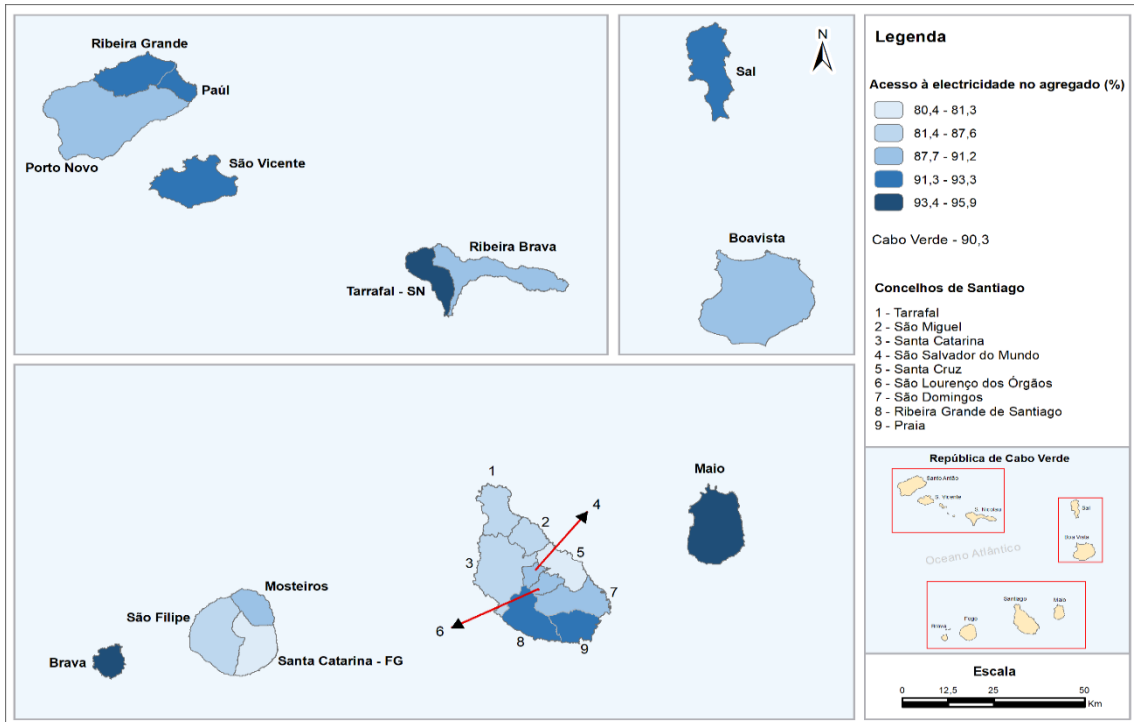 Ribeira Grande
Paúl
Porto Novo
São Vicente
Ribeira Brava
Tarrafal - SN
Sal
N
Boavista
1
2
3
4
5
6
7
8
9
Maio
Mosteiros
São Filipe
Santa Catarina - FG
Brava
Legenda
Acesso à electricidade no agregado (%)
80,4 - 81,3
81,4 - 87,6
87,7 - 91,2
91,3 - 93,3
93,4 - 95,9
Cabo Verde - 90,3
Concelhos de Santiago
1 - Tarrafal
2 - São Miguel
3 - Santa Catarina
4 - São Salvador do Mundo
5 - Santa Cruz
6 - São Lourenço dos Órgãos
7 - São Domingos
8 - Ribeira Grande de Santiago
9 - Praia
República de Cabo Verde
Santo Antão
S. Vicente
S. Nicolau
Sal
Boa Vista
Oceano Atlântico
Santiago
Maio
Fogo
Brava
Escala
0 12,5 25 50
Km